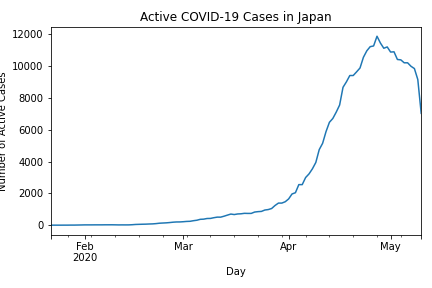 Active COVID-19 Cases in Japan
Number of Active Cases
12000
10000
8000
6000
4000
2000
0
Feb
2020
Mar
Apr
May
Day